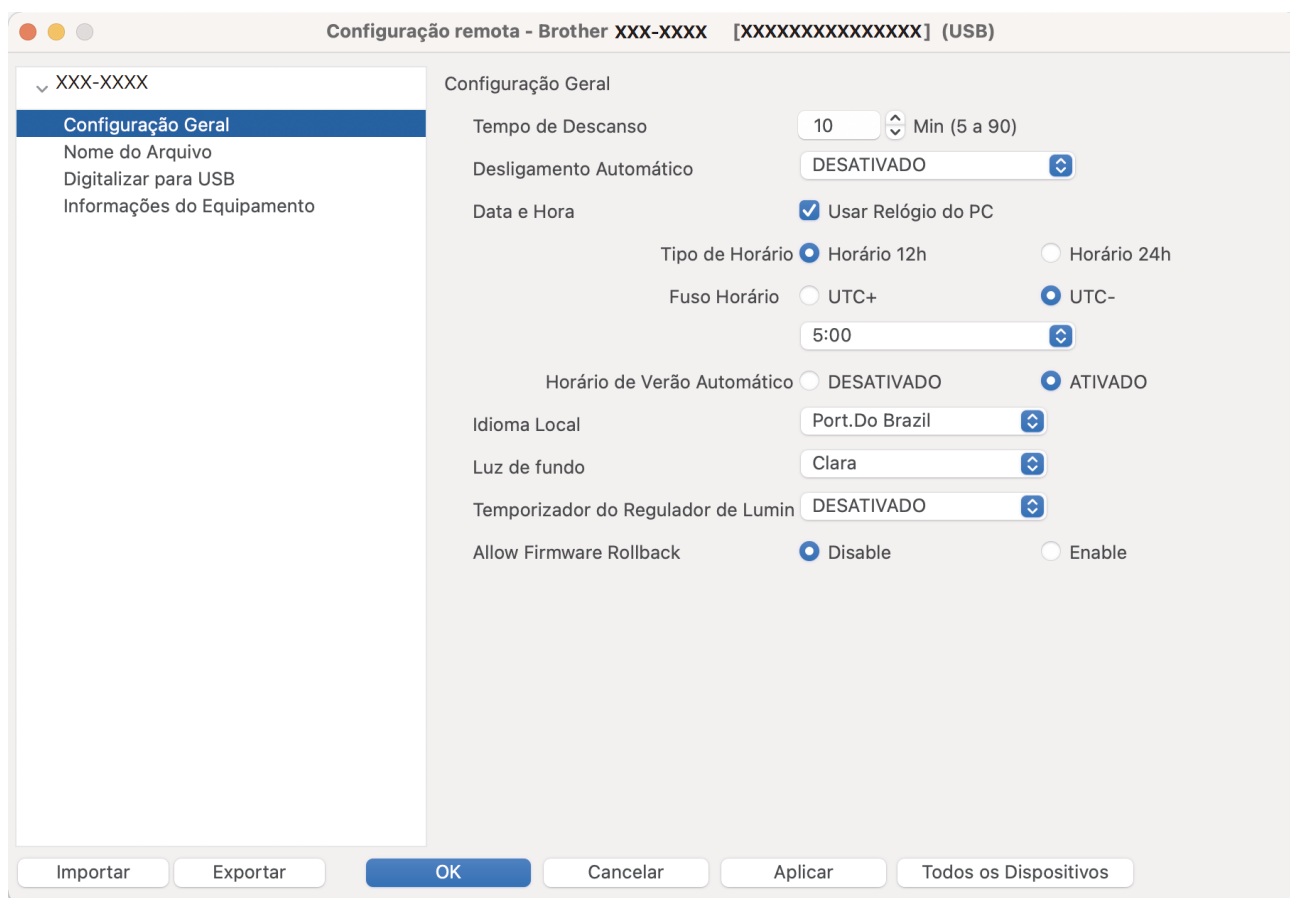 Configuração remota - Brother XXX-XXXX [XXXXXXXXXXXXXXX] (USB)
XXX-XXXX
Configuração Geral
Nome do Arquivo
Digitalizar para USB
Informações do Equipamento
Configuração Geral
Tempo de Descanso 10 Min (5 a 90)
Desligamento Automático DESATIVADO
Data e Hora Usar Relógio do PC
Tipo de Horário Horário 12h Horário 24h
Fuso Horário UTC+ UTC-
5:00
Horário de Verão Automático DESATIVADO ATIVADO
Idioma Local Port.Do Brazil
Luz de fundo Clara
Temporizador do Regulador de Lumin DESATIVADO
Allow Firmware Rollback Disable Enable
Importar Exportar OK Cancelar Aplicar Todos os Dispositivos